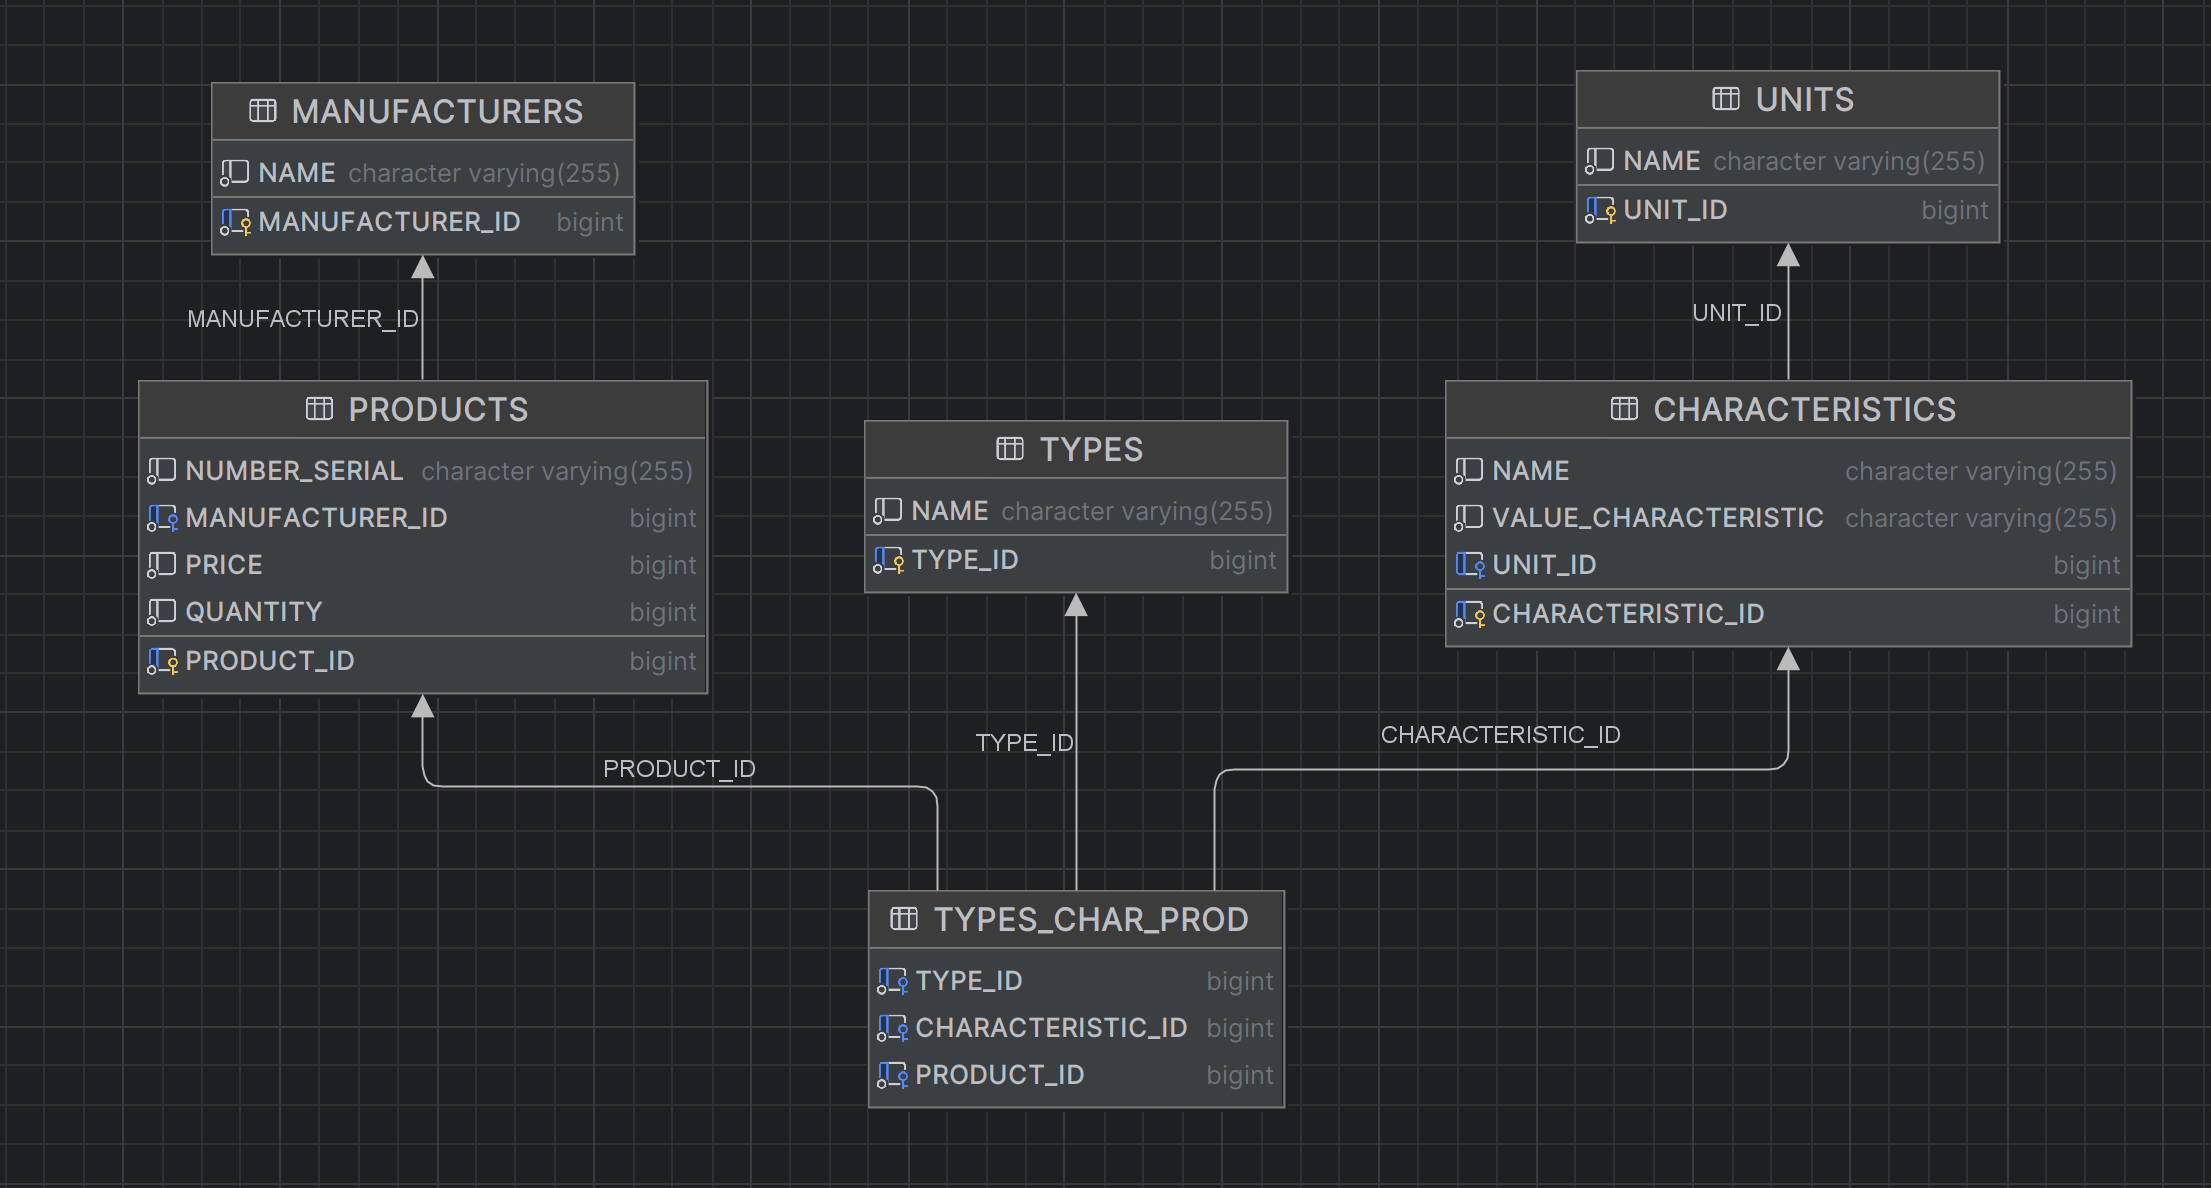 MANUFACTURERS
NAME character varying(255)
MANUFACTURER_ID bigint
UNITS
NAME character varying(255)
UNIT_ID bigint
MANUFACTURER_ID
UNIT_ID
PRODUCTS
NUMBER_SERIAL character varying(255)
MANUFACTURER_ID bigint
PRICE bigint
QUANTITY bigint
PRODUCT_ID bigint
TYPES
NAME character varying(255)
TYPE_ID bigint
CHARACTERISTICS
NAME character varying(255)
VALUE_CHARACTERISTIC character varying(255)
UNIT_ID bigint
CHARACTERISTIC_ID bigint
PRODUCT_ID
TYPE_ID
CHARACTERISTIC_ID
TYPES_CHAR_PROD
TYPE_ID bigint
CHARACTERISTIC_ID bigint
PRODUCT_ID bigint